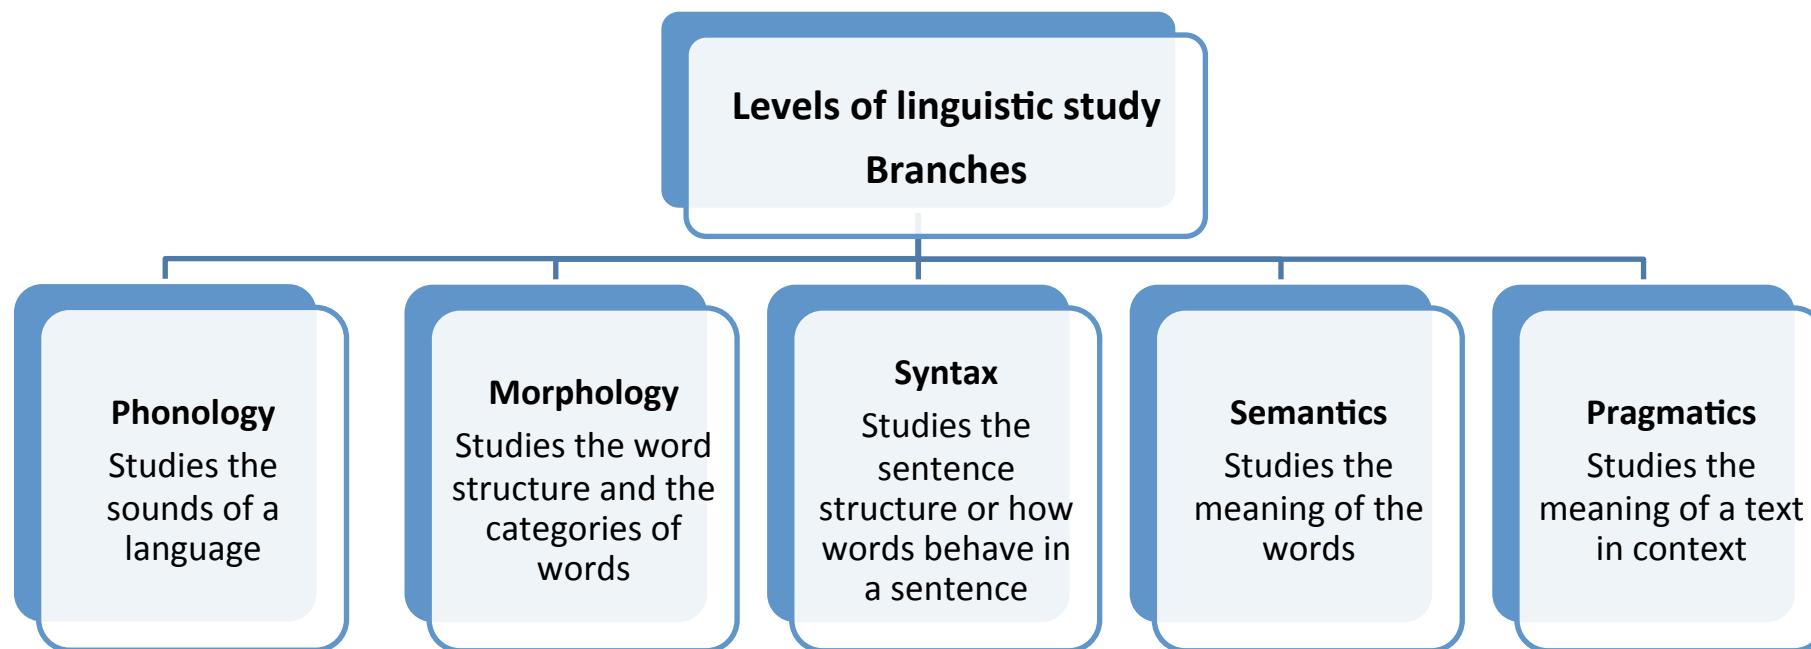 Levels of linguistic study
Branches
Phonology
Studies the
sounds of a
language
Morphology
Studies the word
structure and the
categories of
words
Syntax
Studies the
sentence
structure or how
words behave in
a sentence
Semantics
Studies the
meaning of the
words
Pragmatics
Studies the
meaning of a text
in context